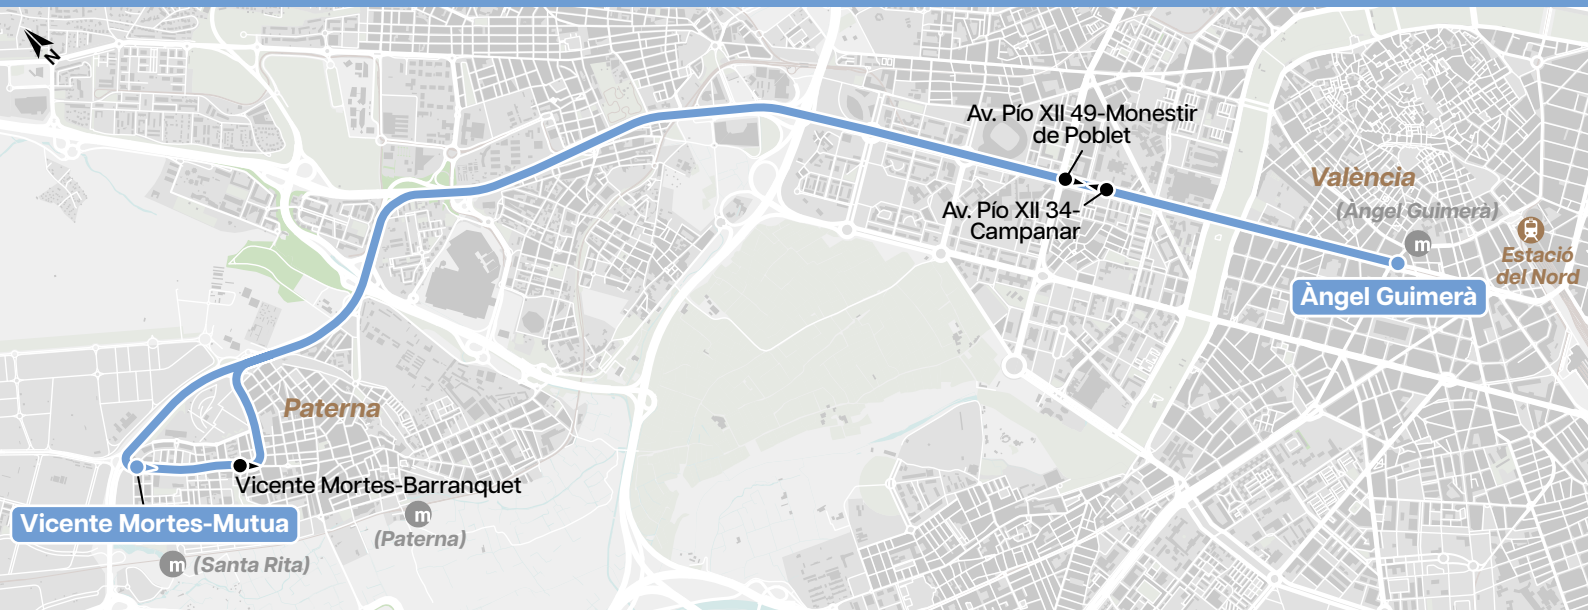 N
Av. Pío XII 49-Monestir
de Poblet
València
(Àngel Guimerà)
Av. Pío XII 34-
Campanar
m
Estació
del Nord
Àngel Guimerà
Paterna
Vicente Mortes-Barranquet
Vicente Mortes-Mutua
m
(Paterna)
m (Santa Rita)